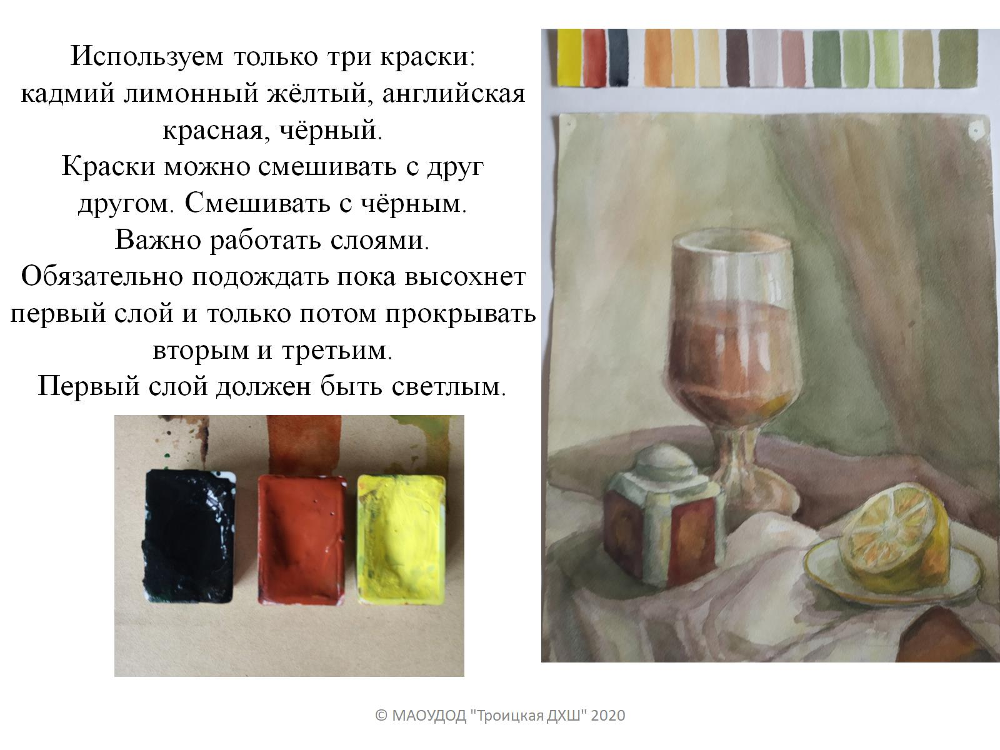 Используем только три краски:
кадмий лимонный жёлтый, английская
красная, чёрный.
Краски можно смешивать с друг
другом. Смешивать с чёрным.
Важно работать слоями.
Обязательно подождать пока высохнет
первый слой и только потом прокрывать
вторым и третьим.
Первый слой должен быть светлым.
© МАОУДОД "Троицкая ДХШ" 2020